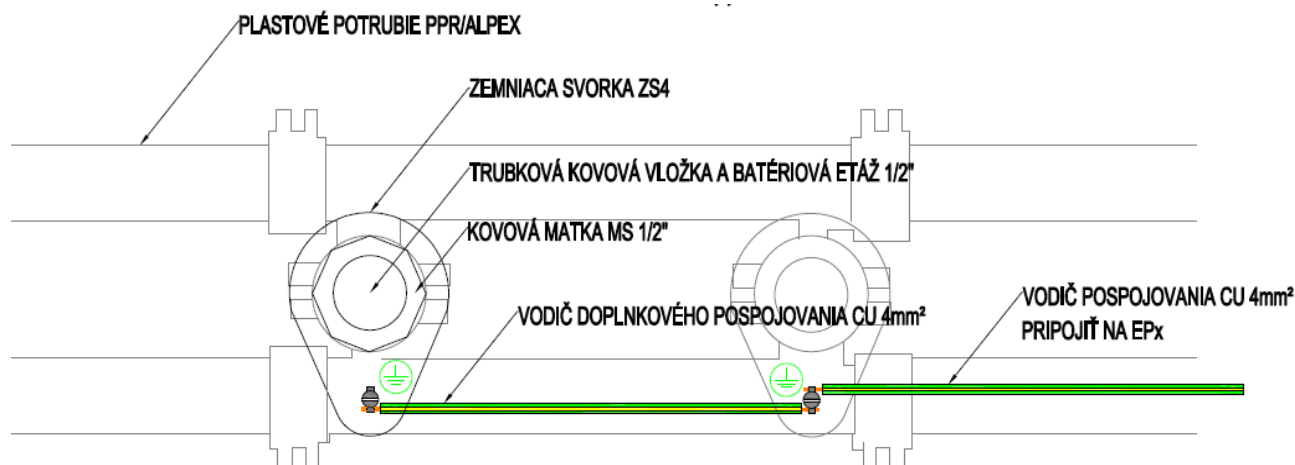 PLASTOVÉ POTRUBIE PPR/ALPEX
ZEMNIACA SVORKA ZS4
TRUBKOVÁ KOVOVÁ VLOŽKA A BATÉRIOVÁ ETÁŽ 1/2"
KOVOVÁ MATKA MS 1/2"
VODIČ DOPLNKOVÉHO POSPOJOVANIA CU 4mm²
VODIČ POSPOJOVANIA CU 4mm²
PRIPOJIŤ NA EPx